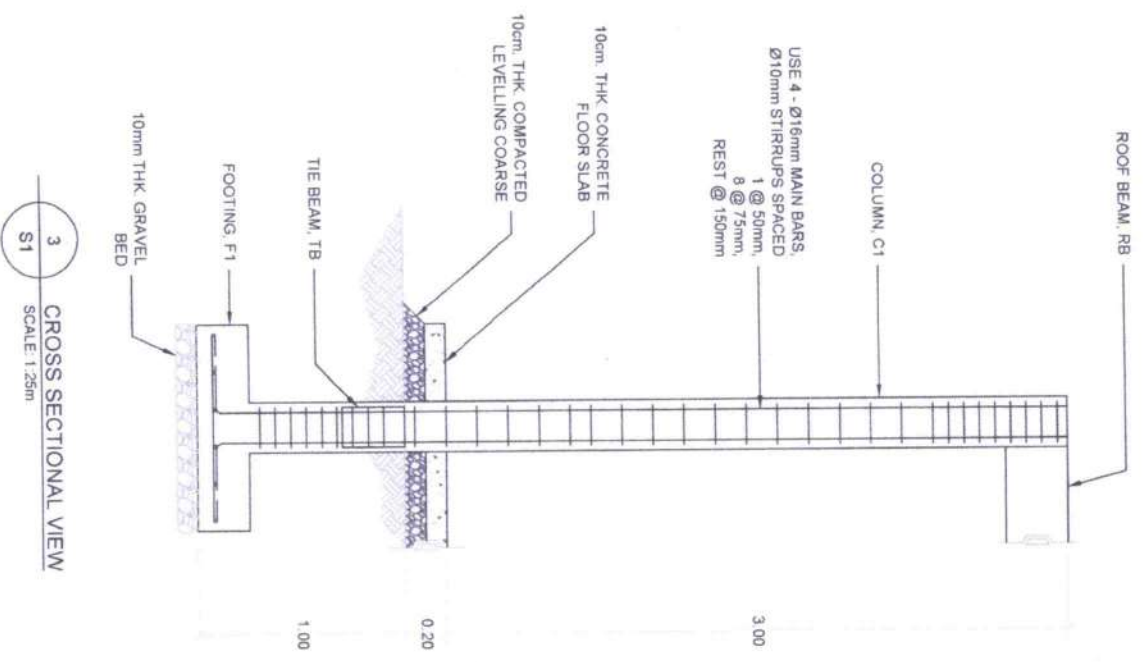 ROOF BEAM, RB
COLUMN, C1
USE 4 - Ø16mm MAIN BARS,
Ø10mm STIRRUPS SPACED
1 @ 50mm,
8 @ 75mm,
REST @ 150mm
10cm. THK. CONCRETE
FLOOR SLAB
10cm. THK. COMPACTED
LEVELLING COARSE
TIE BEAM, TB
FOOTING, F1
10mm THK. GRAVEL
BED
3.00
0.20
1.00
3
S1
CROSS SECTIONAL VIEW
SCALE: 1:25m